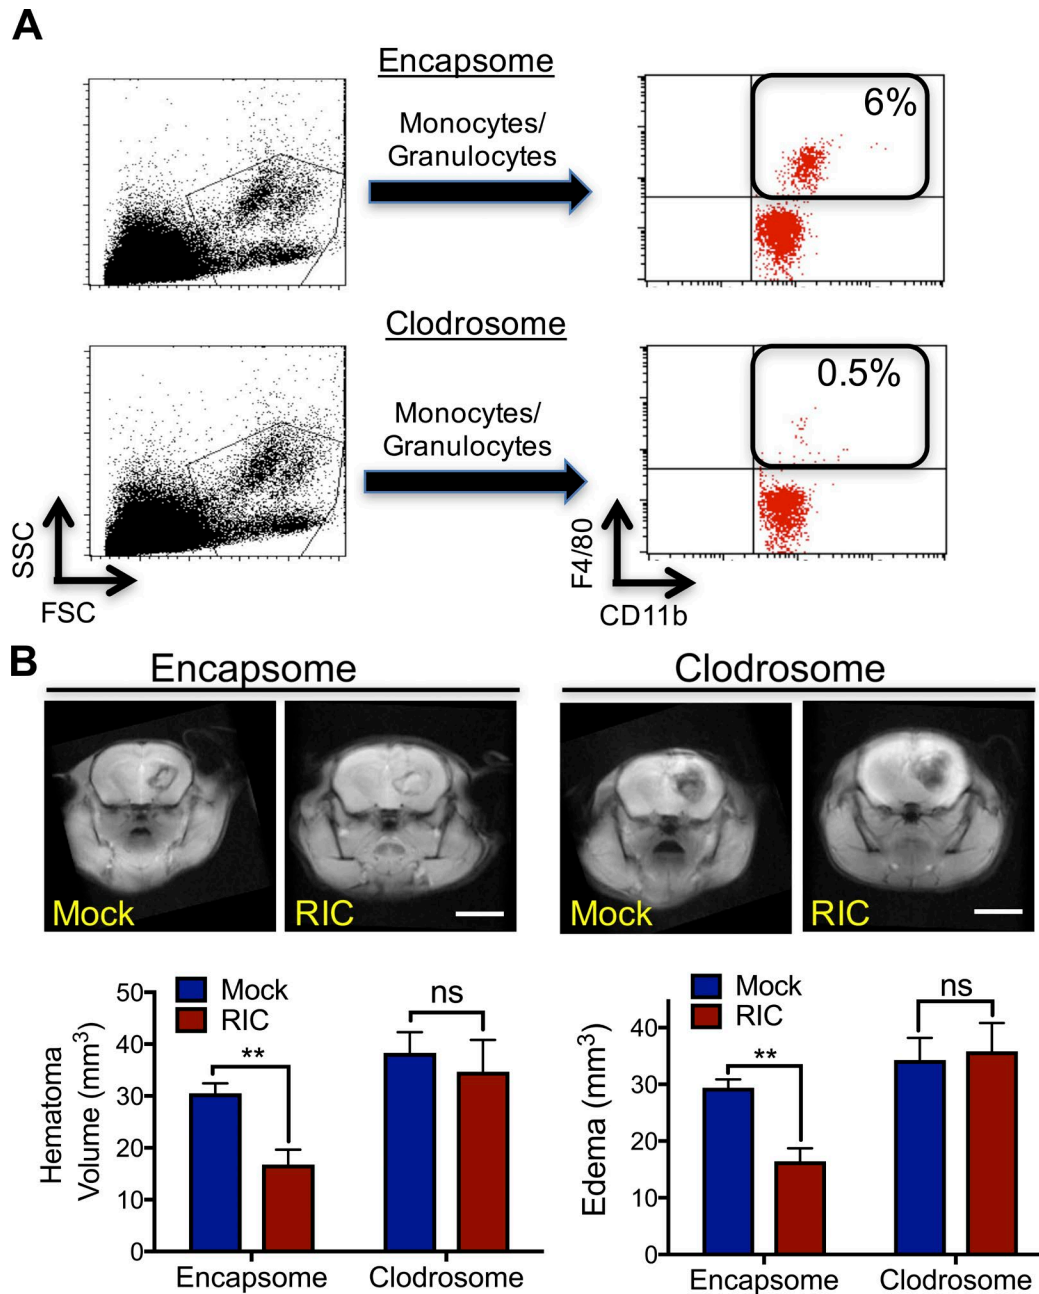 A
Encapsome
Monocytes/
Granulocytes
6%
Clodrosome
Monocytes/
Granulocytes
0.5%
SSC
FSC
F4/80
CD11b
B
Encapsome
Clodrosome
Mock
RIC
Mock
RIC
Hematoma
Volume (mm³)
50
40
30
20
10
0
Mock
RIC
**
ns
Encapsome
Clodrosome
Edema (mm³)
40
30
20
10
0
Mock
RIC
**
ns
Encapsome
Clodrosome